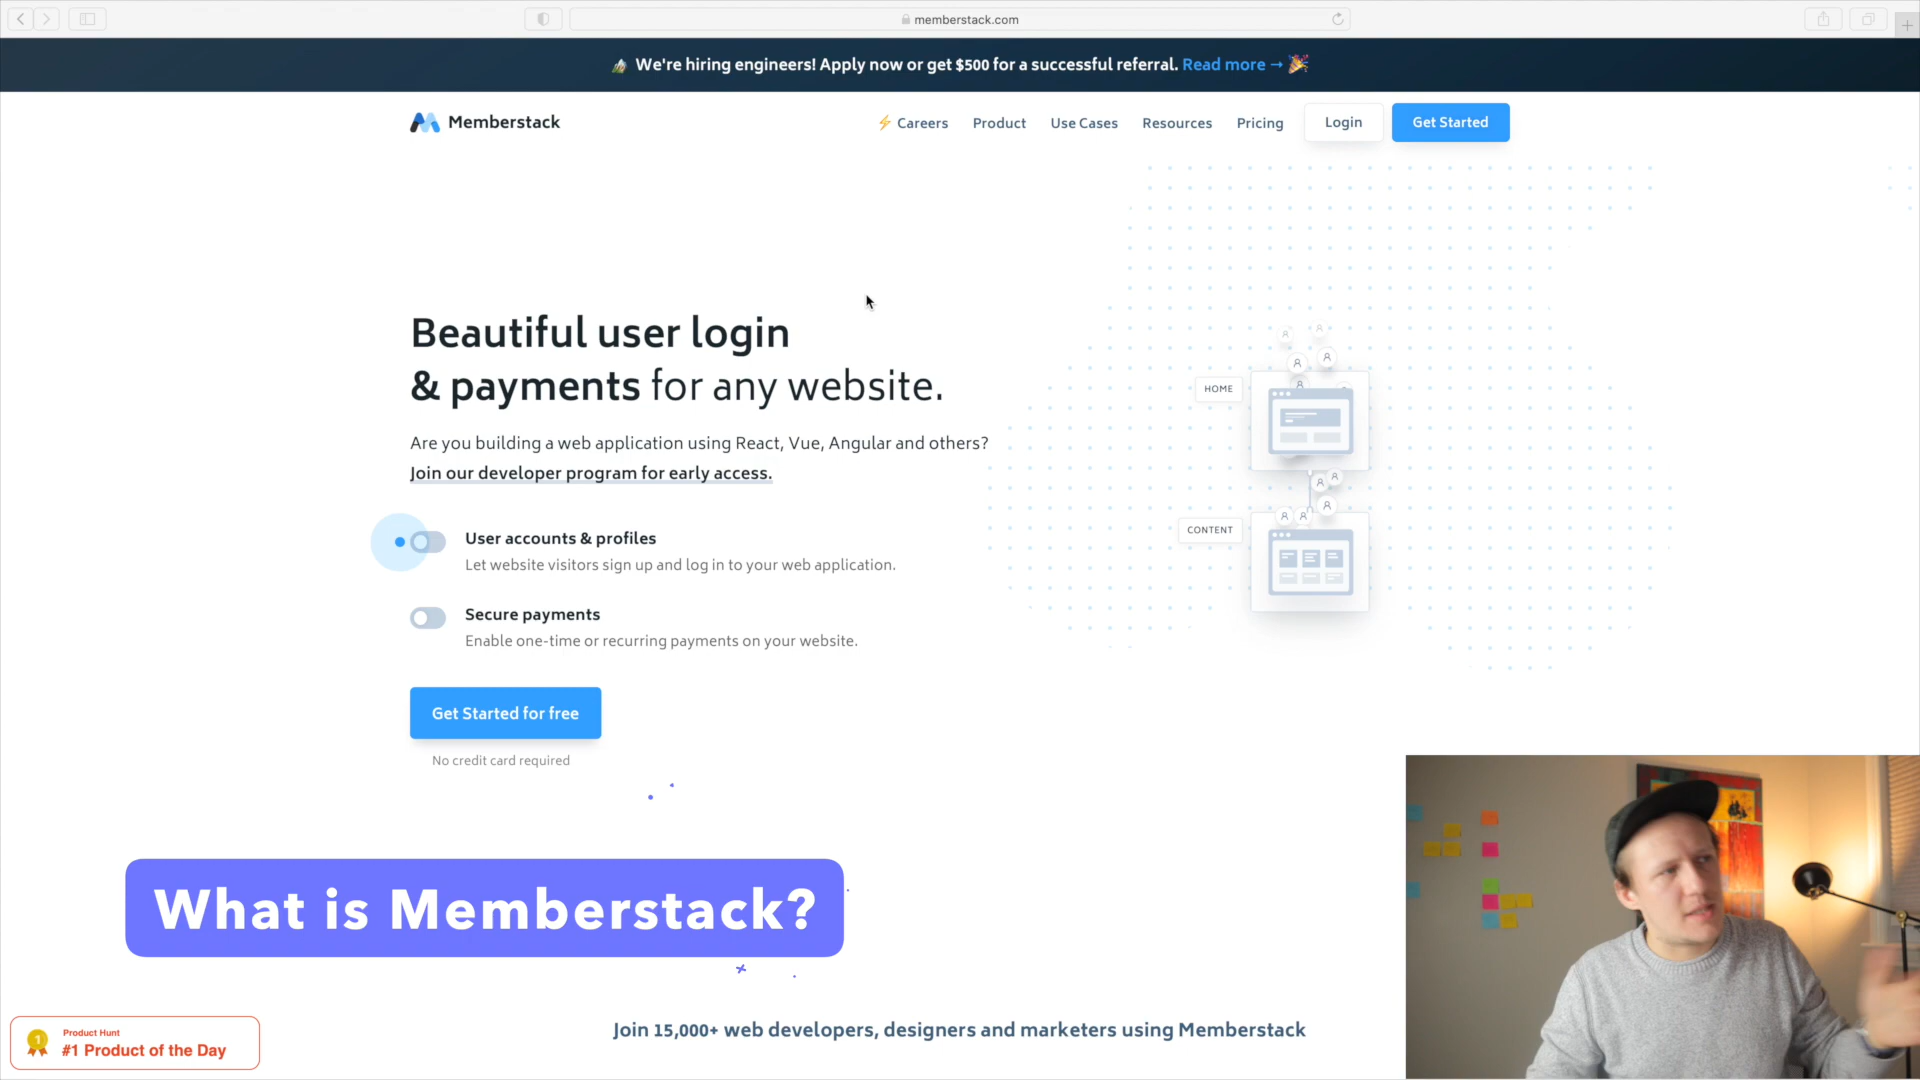 memberstack.com
We're hiring engineers! Apply now or get $500 for a successful referral. Read more →
Memberstack
Careers
Product
Use Cases
Resources
Pricing
Login
Get Started
Beautiful user login
& payments for any website.
Are you building a web application using React, Vue, Angular and others?
Join our developer program for early access.
HOME
CONTENT
User accounts & profiles
Let website visitors sign up and log in to your web application.
Secure payments
Enable one-time or recurring payments on your website.
Get Started for free
No credit card required
What is Memberstack?
1
Product Hunt
#1 Product of the Day
Join 15,000+ web developers, designers and marketers using Memberstack